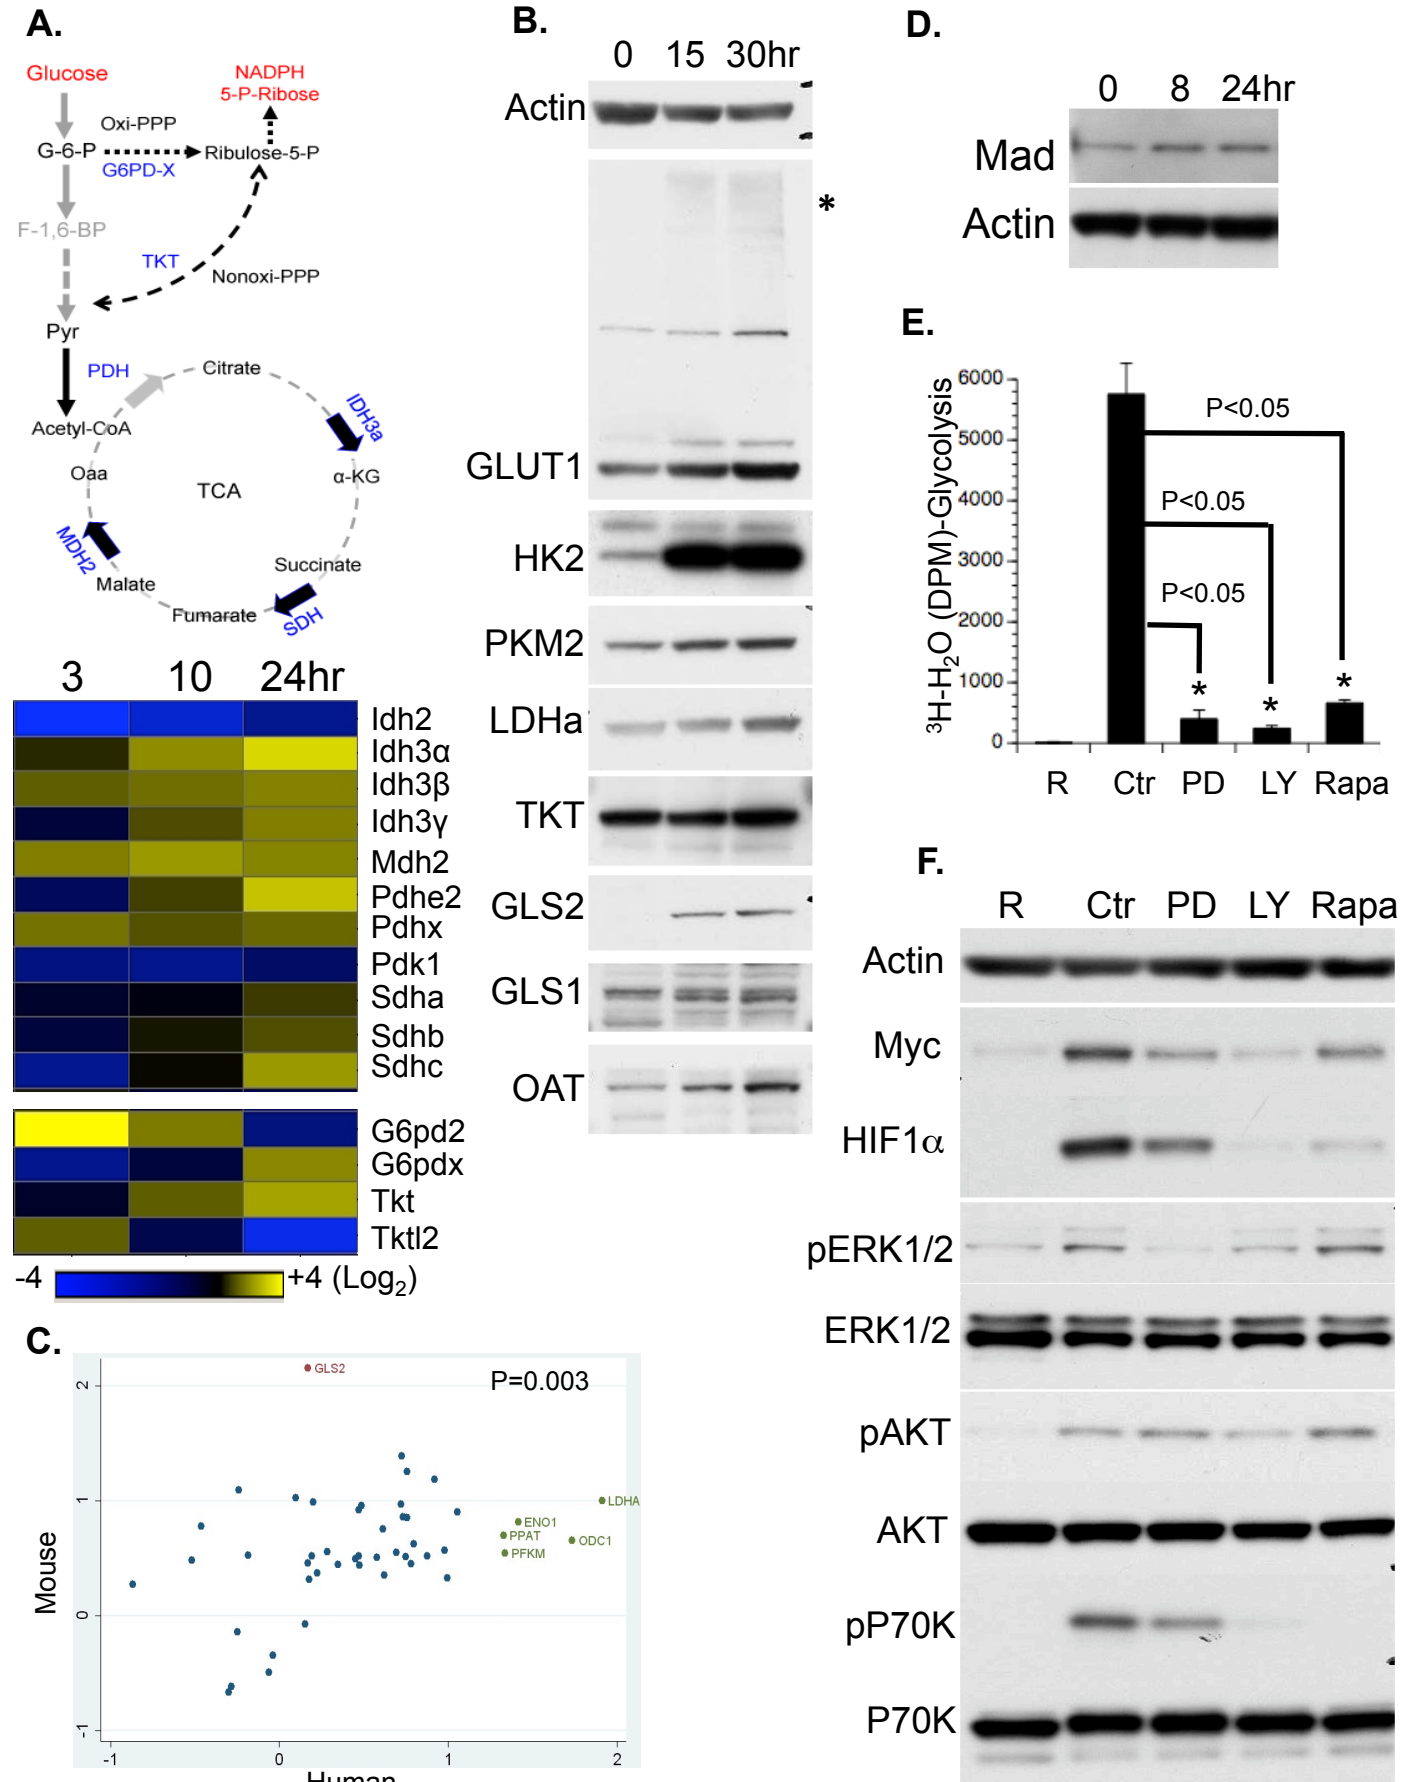 A.
Glucose
NADPH
5-P-Ribose
Oxi-PPP
G-6-P
Ribulose-5-P
G6PD-X
F-1,6-BP
TKT
Nonoxi-PPP
Pyr
PDH
Citrate
IDH3a
Acetyl-CoA
Oaa
α-KG
TCA
MDH2
Succinate
Malate
Fumarate
SDH
3 10 24hr
Idh2
Idh3α
Idh3β
Idh3γ
Mdh2
Pdhe2
Pdhx
Pdk1
Sdha
Sdhb
Sdhc
G6pd2
G6pdx
Tkt
Tktl2
-4 +4 (Log2)
B.
0 15 30hr
Actin
*
GLUT1
HK2
PKM2
LDHa
TKT
GLS2
GLS1
OAT
C.
GLS2
P=0.003
2
1
0
-1
LDHA
ENO1
PPAT
ODC1
PFKM
Mouse
-1 0 1 2
Human
D.
0 8 24hr
Mad
Actin
E.
³H-H₂O (DPM)-Glycolysis
6000
5000
4000
3000
2000
1000
0
P<0.05
P<0.05
P<0.05
* * *
R Ctr PD LY Rapa
F.
R Ctr PD LY Rapa
Actin
Myc
HIF1α
pERK1/2
ERK1/2
pAKT
AKT
pP70K
P70K